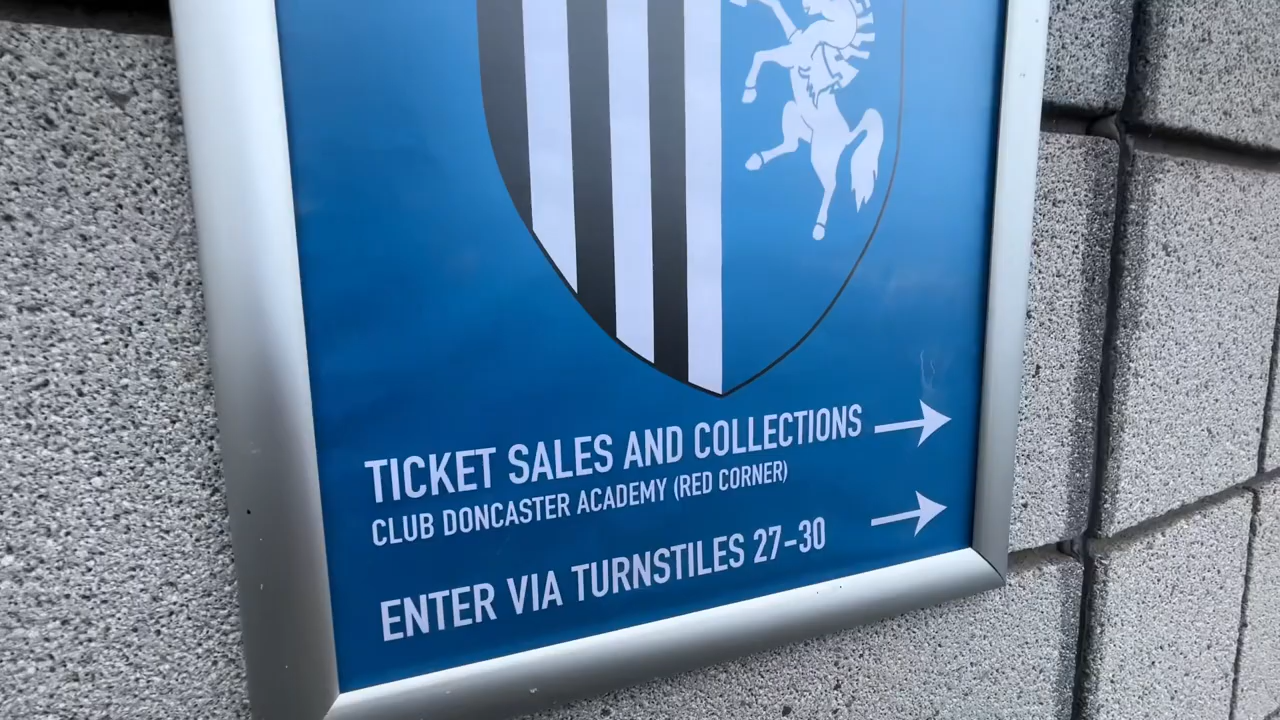 TICKET SALES AND COLLECTIONS
CLUB DONCASTER ACADEMY (RED CORNER)
ENTER VIA TURNSTILES 27-30